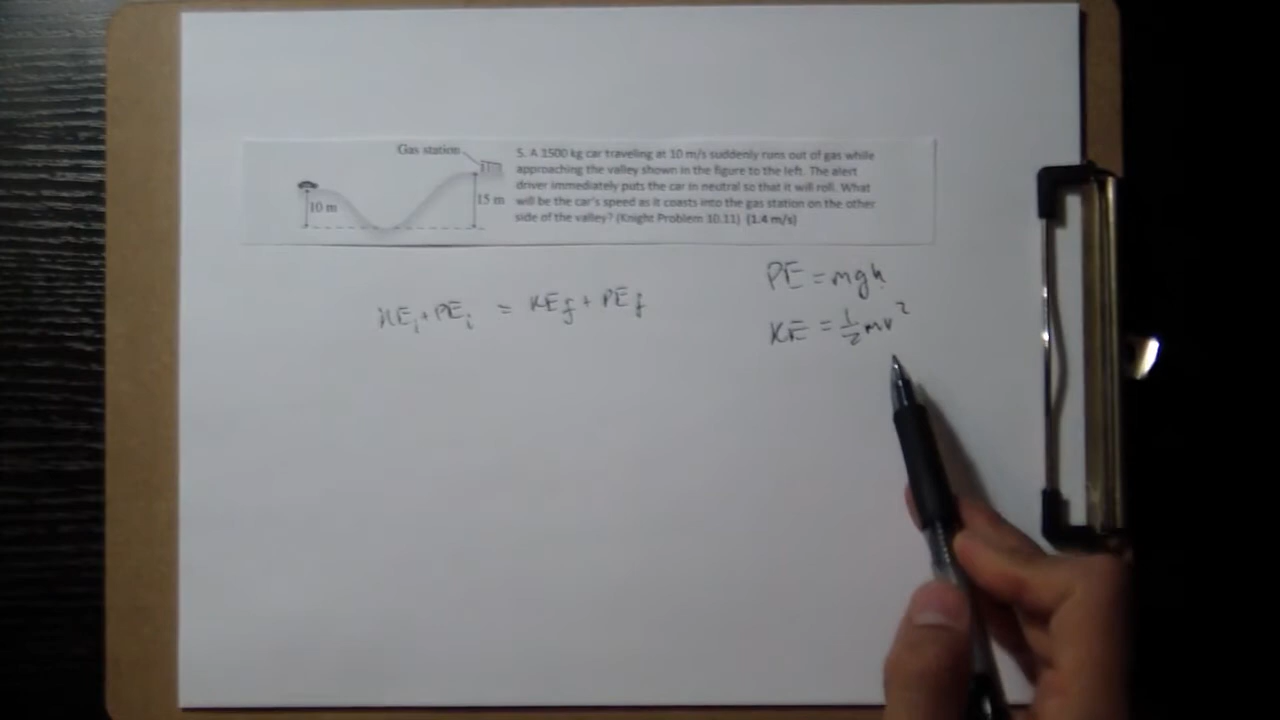 Gas station
10 m
15 m
5. A 1500 kg car traveling at 10 m/s suddenly runs out of gas while
approaching the valley shown in the figure to the left. The alert
driver immediately puts the car in neutral so that it will roll. What
will be the car's speed as it coasts into the gas station on the other
side of the valley? (Knight Problem 10.11) (1.4 m/s)
KEi + PEi = KEf + PEf
PE = mgh
KE = 1/2 mv²